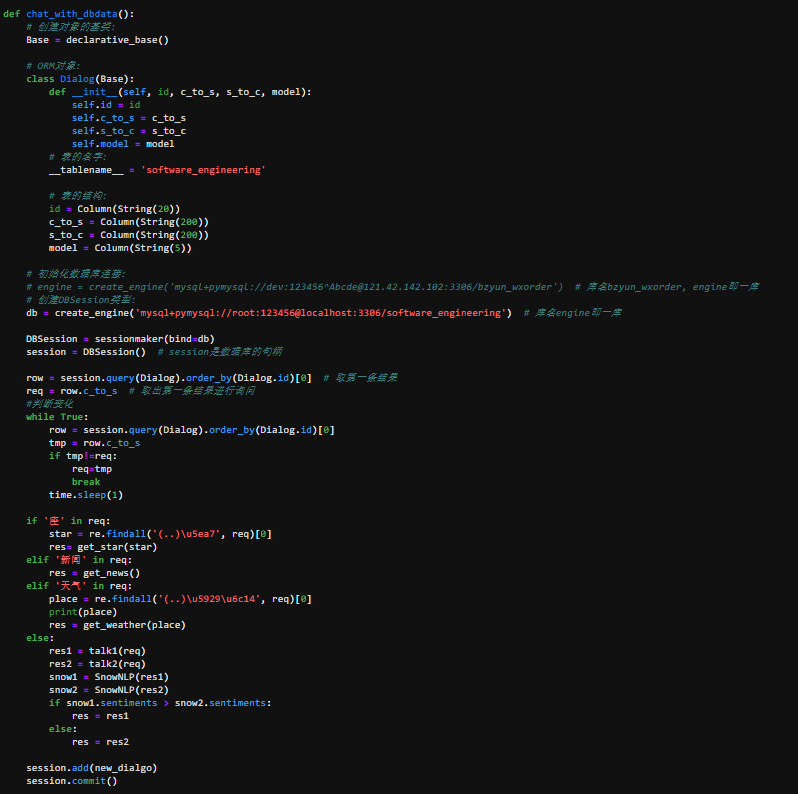 def chat_with_dbdata():
    # 创建对象的基类:
    Base = declarative_base()

    # ORM对象:
    class Dialog(Base):
        def __init__(self, id, c_to_s, s_to_c, model):
            self.id = id
            self.c_to_s = c_to_s
            self.s_to_c = s_to_c
            self.model = model
        # 表的名字:
        __tablename__ = 'software_engineering'

        # 表的结构:
        id = Column(String(20))
        c_to_s = Column(String(200))
        s_to_c = Column(String(200))
        model = Column(String(5))

    # 初始化数据库连接:
    # engine = create_engine('mysql+pymysql://dev:123456^Abcde@121.42.142.102:3306/bzyun_wxorder')  # 库名bzyun_wxorder, engine即一库
    # 创建DBSession类型:
    db = create_engine('mysql+pymysql://root:123456@localhost:3306/software_engineering')  # 库名engine即一库

    DBSession = sessionmaker(bind=db)
    session = DBSession()  # session是数据库的句柄

    row = session.query(Dialog).order_by(Dialog.id)[0]  # 取第一条结果
    req = row.c_to_s  # 取出第一条结果进行询问
    #判断变化
    while True:
        row = session.query(Dialog).order_by(Dialog.id)[0]
        tmp = row.c_to_s
        if tmp!=req:
            req=tmp
            break
        time.sleep(1)

    if '座' in req:
        star = re.findall('(..)\u5ea7', req)[0]
        res= get_star(star)
    elif '新闻' in req:
        res = get_news()
    elif '天气' in req:
        place = re.findall('(..)\u5929\u6c14', req)[0]
        print(place)
        res = get_weather(place)
    else:
        res1 = talk1(req)
        res2 = talk2(req)
        snow1 = SnowNLP(res1)
        snow2 = SnowNLP(res2)
        if snow1.sentiments > snow2.sentiments:
            res = res1
        else:
            res = res2

    session.add(new_dialgo)
    session.commit()